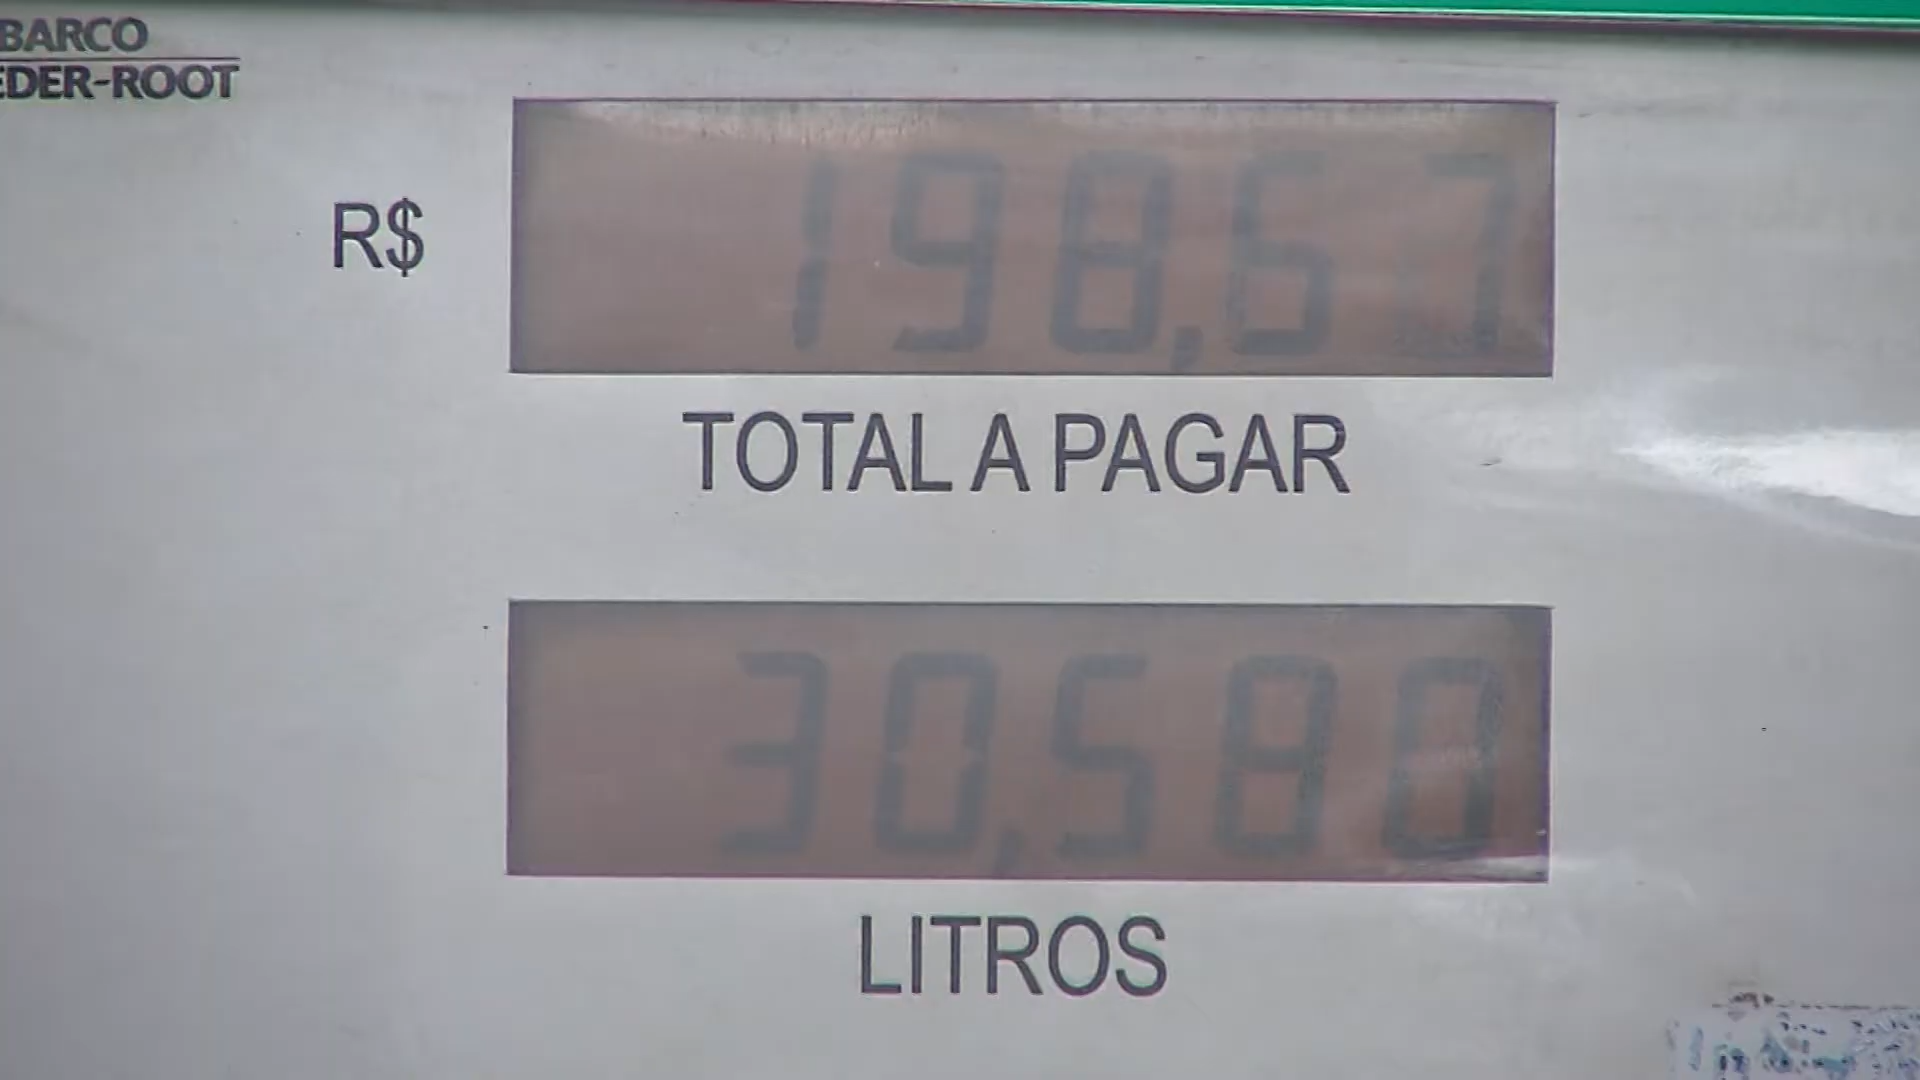 BARCO
EDER-ROOT
R$ 198,67
TOTAL A PAGAR
30,580
LITROS